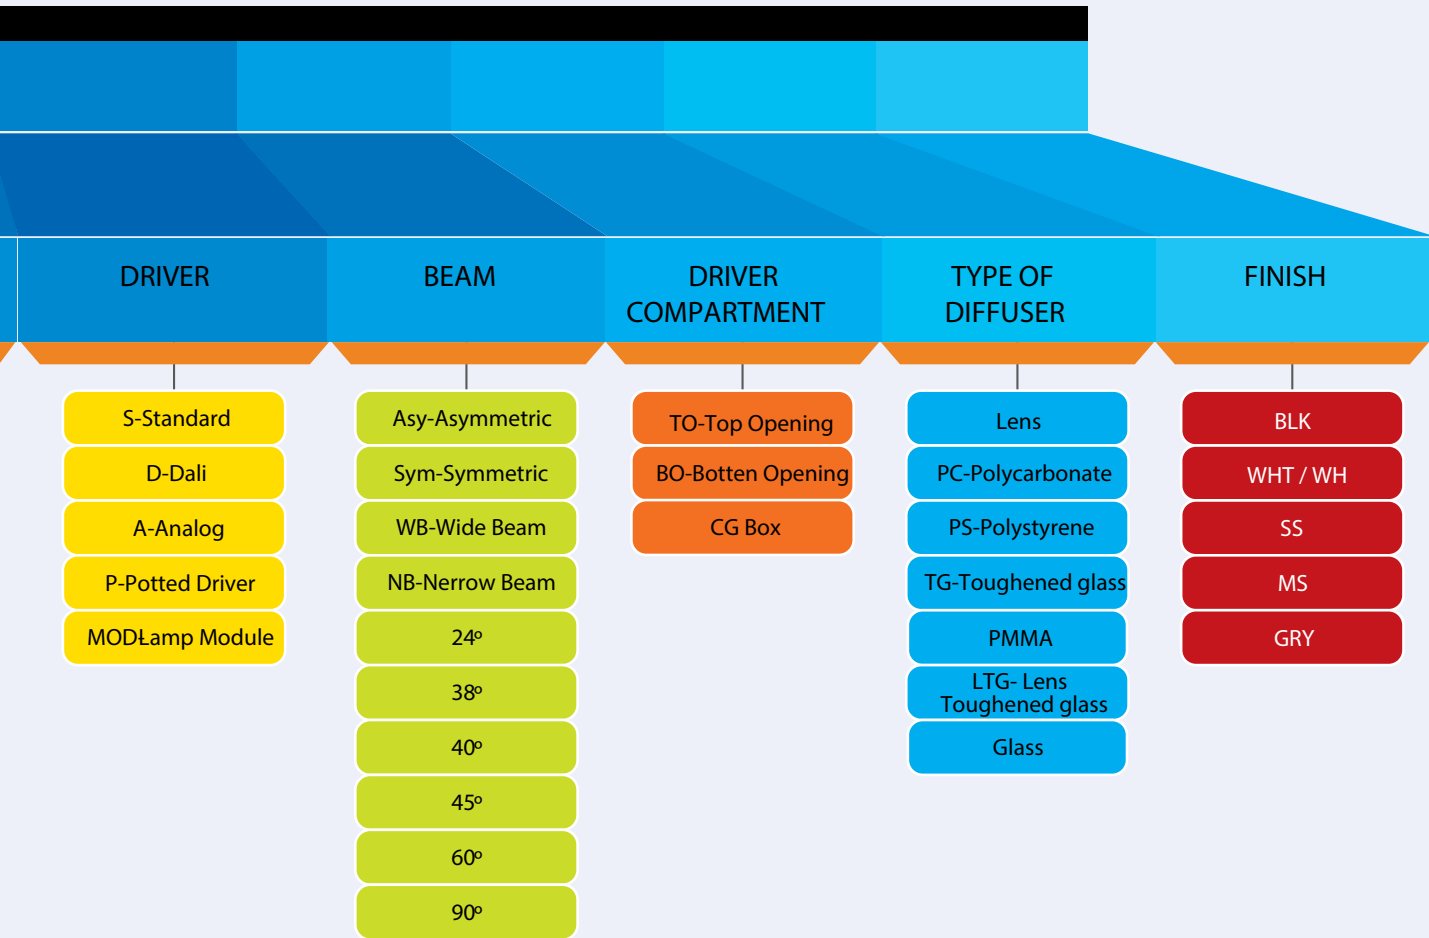 DRIVER
S-Standard
D-Dali
A-Analog
P-Potted Driver
MOD-Lamp Module
BEAM
Asy-Asymmetric
Sym-Symmetric
WB-Wide Beam
NB-Nerrow Beam
24º
38º
40º
45º
60º
90º
DRIVER
COMPARTMENT
TO-Top Opening
BO-Botten Opening
CG Box
TYPE OF
DIFFUSER
Lens
PC-Polycarbonate
PS-Polystyrene
TG-Toughened glass
PMMA
LTG- Lens
Toughened glass
Glass
FINISH
BLK
WHT / WH
SS
MS
GRY